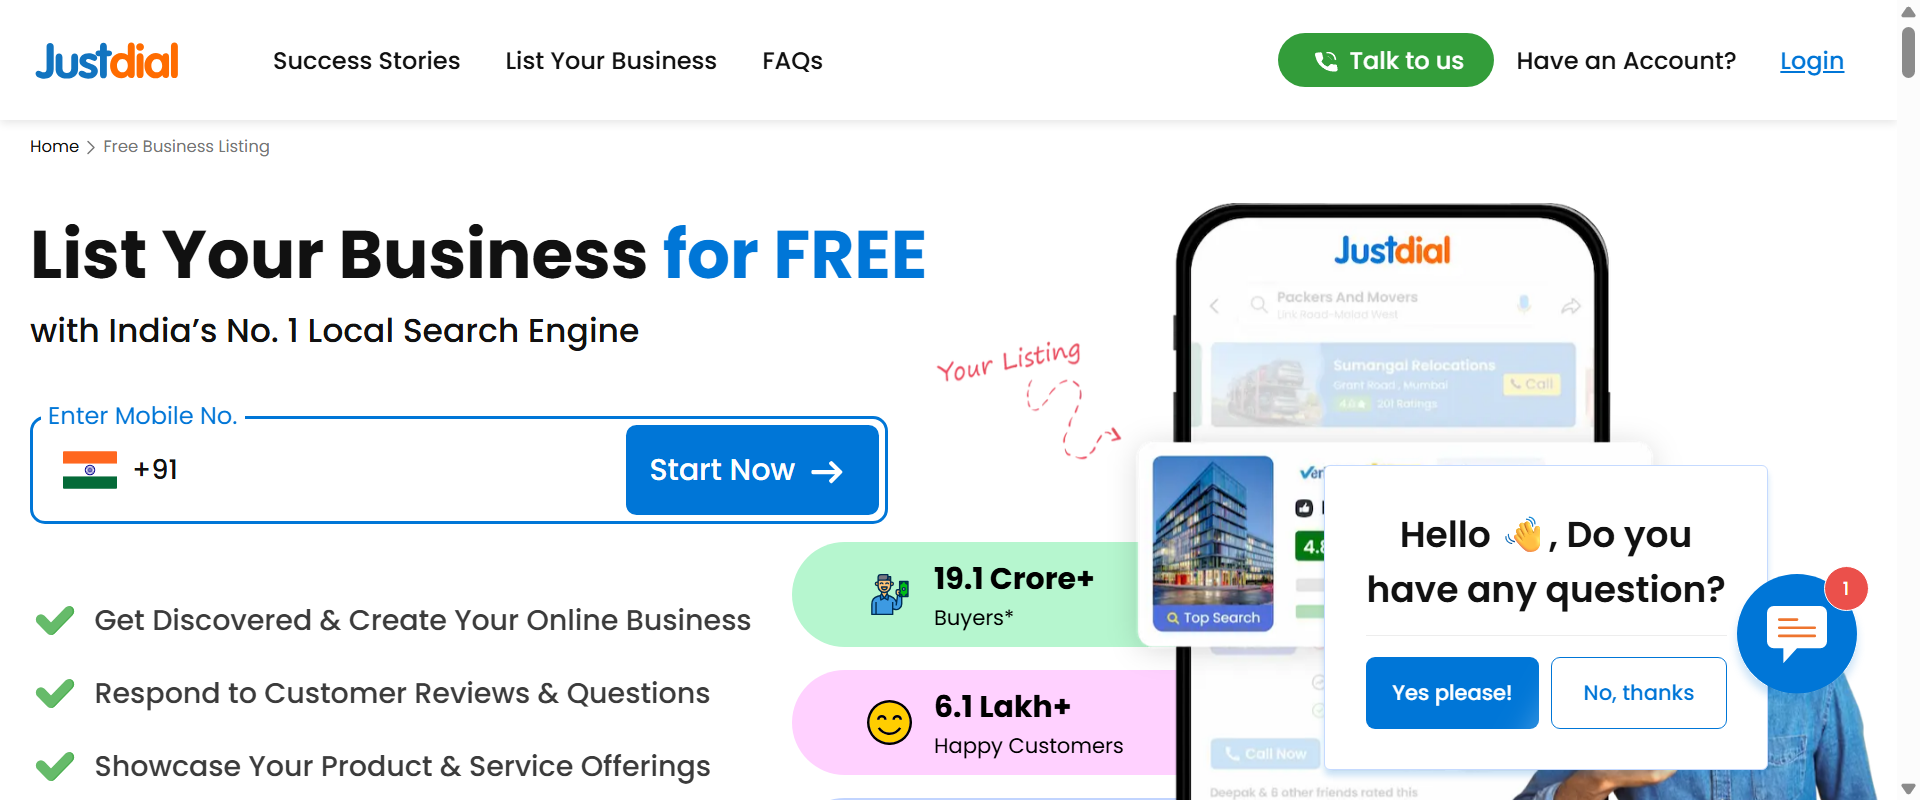 Justdial
Success Stories
List Your Business
FAQs
Talk to us
Have an Account?
Login
Home > Free Business Listing
List Your Business for FREE
with India’s No. 1 Local Search Engine
Enter Mobile No.
+91
Start Now →
Get Discovered & Create Your Online Business
Respond to Customer Reviews & Questions
Showcase Your Product & Service Offerings
19.1 Crore+
Buyers*
6.1 Lakh+
Happy Customers
Your Listing
Justdial
Packers And Movers
Link Road-Malad West
Sumangal Relocations
Grant Road, Mumbai
Call
201 Ratings
Top Search
Call Now
Deepak & 6 other friends rated this
Hello 👋, Do you
have any question?
Yes please!
No, thanks
1